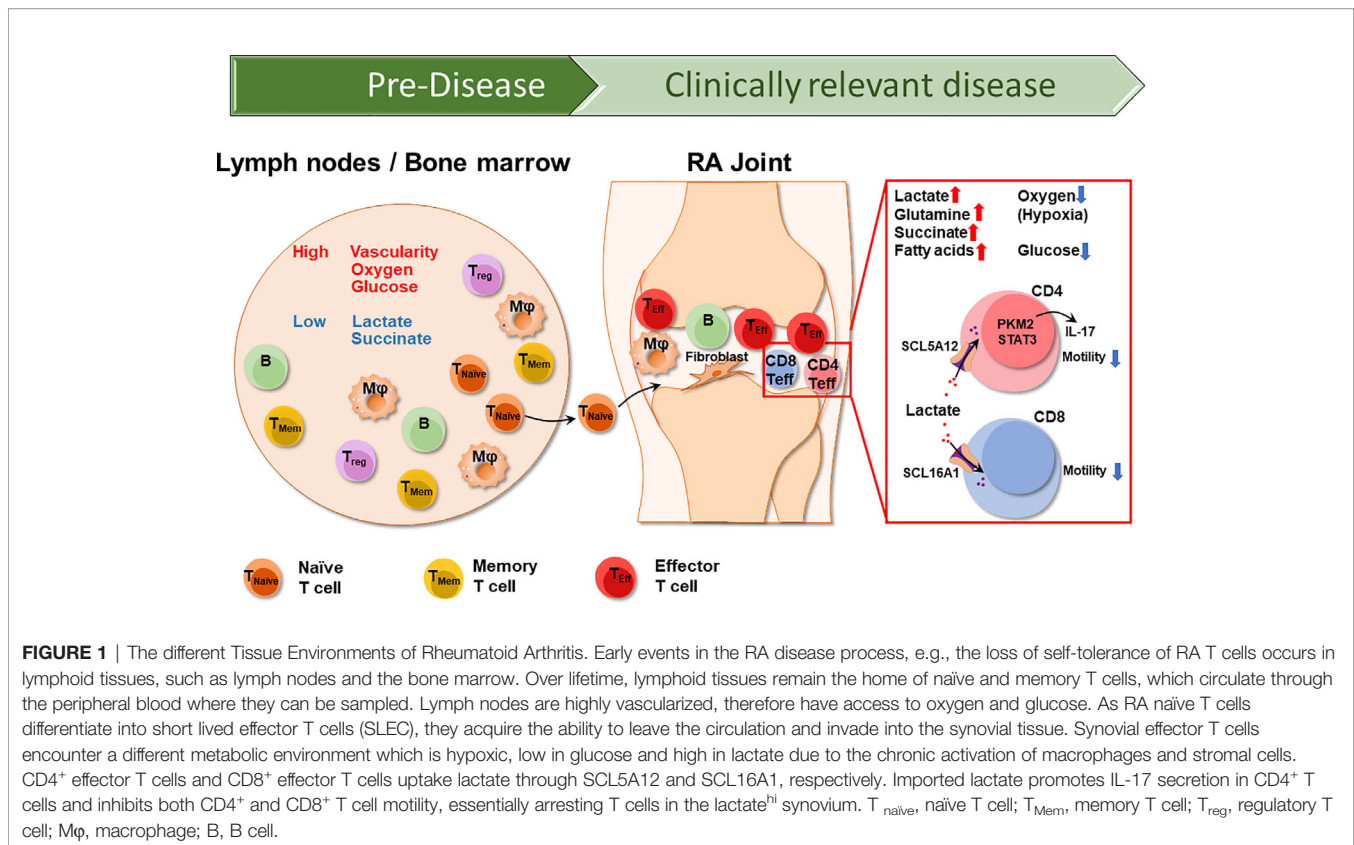 Pre-Disease
Clinically relevant disease
Lymph nodes / Bone marrow
High
Vascularity
Oxygen
Glucose
Low
Lactate
Succinate
Treg
Mφ
B
TNaïve
TMem
Mφ
TNaïve
TNaïve
B
TMem
Treg
Mφ
TMem
RA Joint
TEff
B
TEff
TEff
Mφ
Fibroblast
CD8
Teff
CD4
Teff
Lactate
Glutamine
Succinate
Fatty acids
Oxygen
(Hypoxia)
Glucose
CD4
PKM2
STAT3
IL-17
SCL5A12
Motility
Lactate
CD8
SCL16A1
Motility
TNaïve
Naïve
T cell
TMem
Memory
T cell
TEff
Effector
T cell
FIGURE 1 | The different Tissue Environments of Rheumatoid Arthritis. Early events in the RA disease process, e.g., the loss of self-tolerance of RA T cells occurs in
lymphoid tissues, such as lymph nodes and the bone marrow. Over lifetime, lymphoid tissues remain the home of naïve and memory T cells, which circulate through
the peripheral blood where they can be sampled. Lymph nodes are highly vascularized, therefore have access to oxygen and glucose. As RA naïve T cells
differentiate into short lived effector T cells (SLEC), they acquire the ability to leave the circulation and invade into the synovial tissue. Synovial effector T cells
encounter a different metabolic environment which is hypoxic, low in glucose and high in lactate due to the chronic activation of macrophages and stromal cells.
CD4+ effector T cells and CD8+ effector T cells uptake lactate through SCL5A12 and SCL16A1, respectively. Imported lactate promotes IL-17 secretion in CD4+ T
cells and inhibits both CD4+ and CD8+ T cell motility, essentially arresting T cells in the lactatehi synovium. T naïve, naïve T cell; TMem, memory T cell; Treg, regulatory T
cell; Mφ, macrophage; B, B cell.